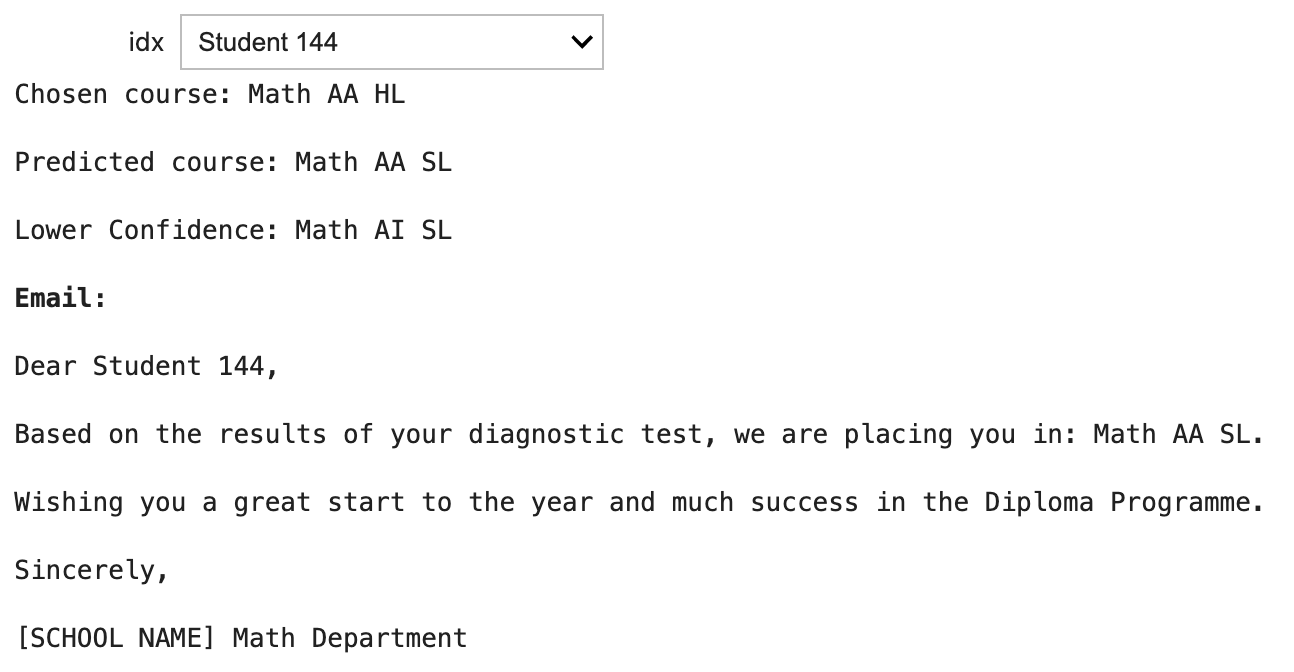 idx Student 144
Chosen course: Math AA HL
Predicted course: Math AA SL
Lower Confidence: Math AI SL
Email:
Dear Student 144,
Based on the results of your diagnostic test, we are placing you in: Math AA SL.
Wishing you a great start to the year and much success in the Diploma Programme.
Sincerely,
[SCHOOL NAME] Math Department